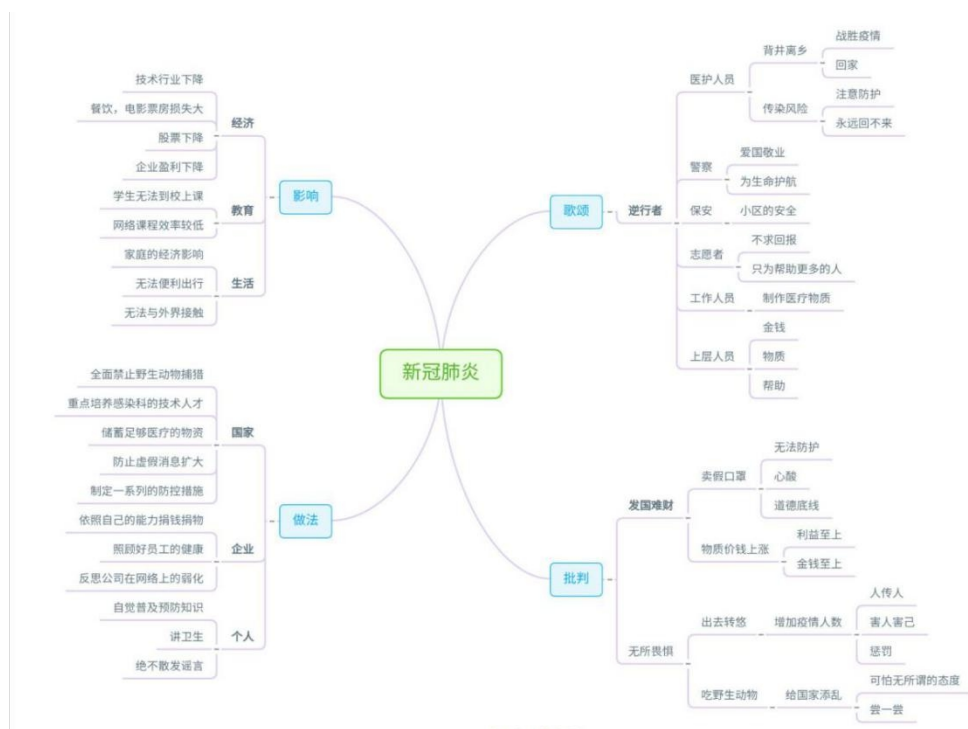 新冠肺炎
影响
经济
技术行业下降
餐饮，电影票房损失大
股票下降
企业盈利下降
教育
学生无法到校上课
网络课程效率较低
生活
家庭的经济影响
无法便利出行
无法与外界接触
做法
国家
全面禁止野生动物捕措
重点培养感染科的技术人才
储蓄足够医疗的物资
防止虚假消息扩大
制定一系列的防控措施
企业
依照自己的能力捐钱捐物
照顾好员工的健康
反思公司在网络上的弱化
个人
自觉普及预防知识
讲卫生
绝不散发谣言
歌颂
逆行者
医护人员
背井离乡
战胜疫情
回家
传染风险
注意防护
永远回不来
警察
爱国敬业
为生命护航
保安
小区的安全
志愿者
不求回报
只为帮助更多的人
工作人员
制作医疗物质
上层人员
金钱
物质
帮助
批判
发国难财
卖假口罩
无法防护
心酸
道德底线
物质价钱上涨
利益至上
金钱至上
无所畏惧
出去转悠
增加疫情人数
人传人
害人害己
惩罚
吃野生动物
给国家添乱
可怕无所谓的态度
尝一尝